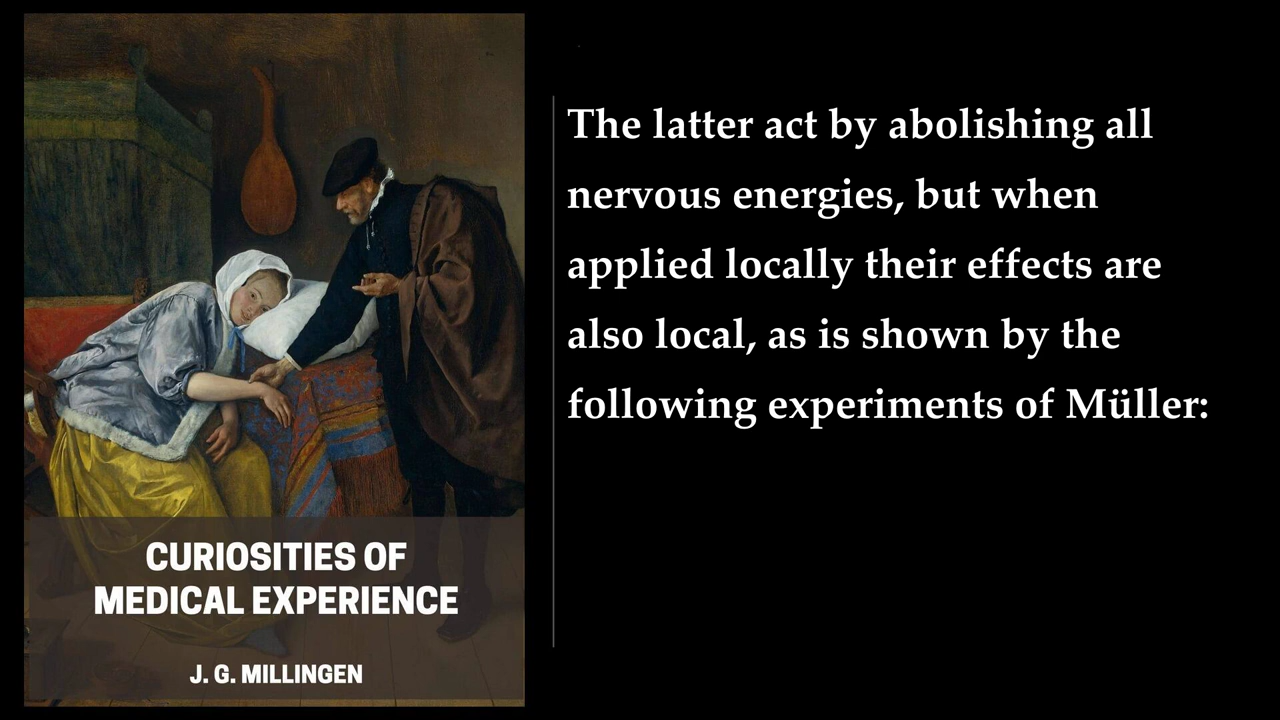 The latter act by abolishing all
nervous energies, but when
applied locally their effects are
also local, as is shown by the
following experiments of Müller:
CURIOSITIES OF
MEDICAL EXPERIENCE
J. G. MILLINGEN